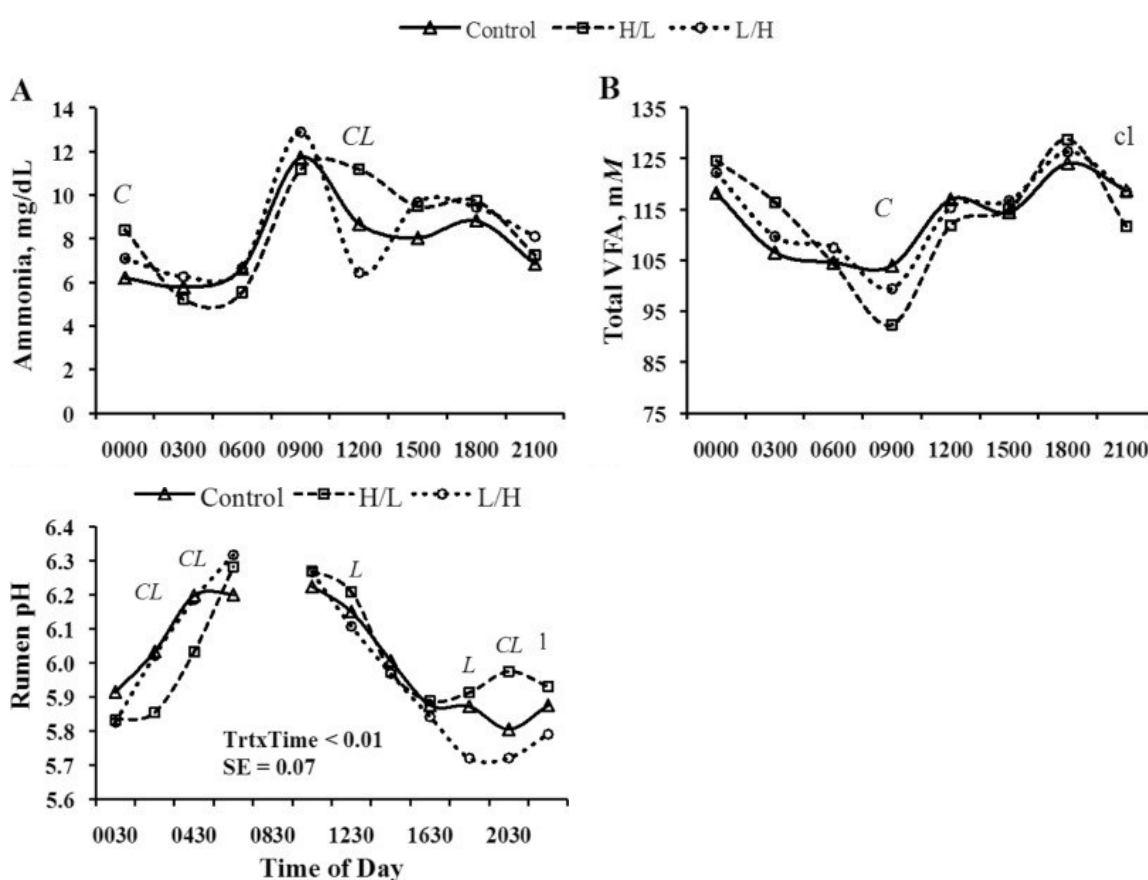 Control H/L L/H
A
Ammonia, mg/dL
14
12
10
8
6
4
2
0
C
CL
0000 0300 0600 0900 1200 1500 1800 2100
B
Total VFA, mM
135
125
115
105
95
85
75
C
cl
0000 0300 0600 0900 1200 1500 1800 2100
Control H/L L/H
Rumen pH
6.4
6.3
6.2
6.1
6.0
5.9
5.8
5.7
5.6
CL
CL
L
L
CL
l
TrtxTime < 0.01
SE = 0.07
0030 0430 0830 1230 1630 2030
Time of Day